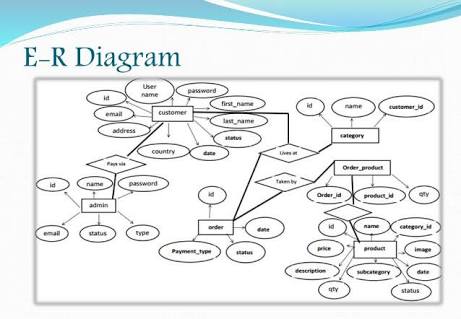 E-R Diagram
User
name
password
id
first_name
email
customer
last_name
address
status
country
date
Pays via
id
name
customer_id
category
Lives at
Taken by
Order_product
Order_id
product_id
qty
id
name
password
admin
email
status
type
id
order
date
Payment_type
status
id
name
category_id
price
product
image
description
subcategory
date
qty
status